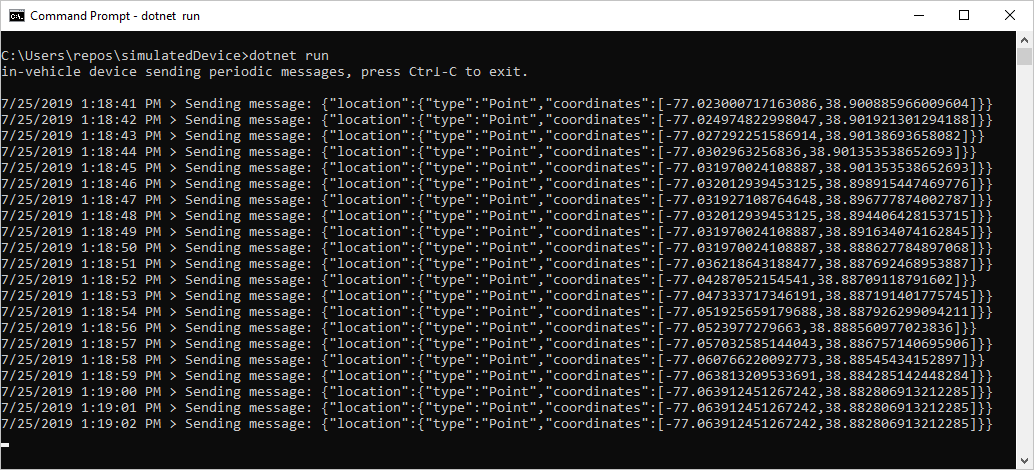 Command Prompt - dotnet run
C:\Users\repos\simulatedDevice>dotnet run
in-vehicle device sending periodic messages, press Ctrl-C to exit.
7/25/2019 1:18:41 PM > Sending message: {"location":{"type":"Point","coordinates":[-77.023000717163086,38.900885966009604]}}
7/25/2019 1:18:42 PM > Sending message: {"location":{"type":"Point","coordinates":[-77.024974822998047,38.901921301294188]}}
7/25/2019 1:18:43 PM > Sending message: {"location":{"type":"Point","coordinates":[-77.027292251586914,38.90138693658082]}}
7/25/2019 1:18:44 PM > Sending message: {"location":{"type":"Point","coordinates":[-77.0302963256836,38.901353538652693]}}
7/25/2019 1:18:45 PM > Sending message: {"location":{"type":"Point","coordinates":[-77.031970024108887,38.901353538652693]}}
7/25/2019 1:18:46 PM > Sending message: {"location":{"type":"Point","coordinates":[-77.032012939453125,38.898915447469776]}}
7/25/2019 1:18:47 PM > Sending message: {"location":{"type":"Point","coordinates":[-77.031927108764648,38.896777874002787]}}
7/25/2019 1:18:48 PM > Sending message: {"location":{"type":"Point","coordinates":[-77.032012939453125,38.894406428153715]}}
7/25/2019 1:18:49 PM > Sending message: {"location":{"type":"Point","coordinates":[-77.031970024108887,38.891634074162845]}}
7/25/2019 1:18:50 PM > Sending message: {"location":{"type":"Point","coordinates":[-77.031970024108887,38.888627784897068]}}
7/25/2019 1:18:51 PM > Sending message: {"location":{"type":"Point","coordinates":[-77.036218643188477,38.887692468953887]}}
7/25/2019 1:18:52 PM > Sending message: {"location":{"type":"Point","coordinates":[-77.04287052154541,38.88709118791602]}}
7/25/2019 1:18:53 PM > Sending message: {"location":{"type":"Point","coordinates":[-77.047333717346191,38.887191401775745]}}
7/25/2019 1:18:54 PM > Sending message: {"location":{"type":"Point","coordinates":[-77.051925659179688,38.887926299094211]}}
7/25/2019 1:18:56 PM > Sending message: {"location":{"type":"Point","coordinates":[-77.0523977279663,38.888560977023836]}}
7/25/2019 1:18:57 PM > Sending message: {"location":{"type":"Point","coordinates":[-77.057032585144043,38.886757140695906]}}
7/25/2019 1:18:58 PM > Sending message: {"location":{"type":"Point","coordinates":[-77.060766220092773,38.88545434152897]}}
7/25/2019 1:18:59 PM > Sending message: {"location":{"type":"Point","coordinates":[-77.063813209533691,38.884285142448284]}}
7/25/2019 1:19:00 PM > Sending message: {"location":{"type":"Point","coordinates":[-77.063912451267242,38.882806913212285]}}
7/25/2019 1:19:01 PM > Sending message: {"location":{"type":"Point","coordinates":[-77.063912451267242,38.882806913212285]}}
7/25/2019 1:19:02 PM > Sending message: {"location":{"type":"Point","coordinates":[-77.063912451267242,38.882806913212285]}}